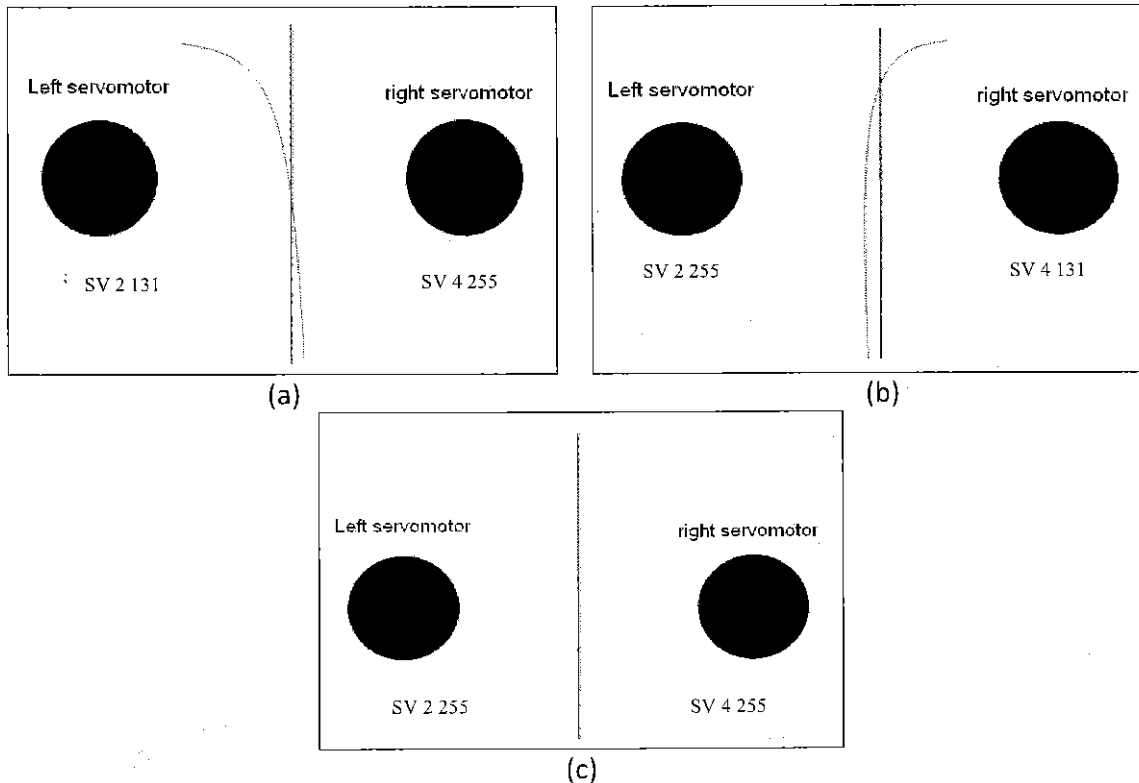 Left servomotor
right servomotor
SV 2 131
SV 4 255
(a)
Left servomotor
right servomotor
SV 2 255
SV 4 131
(b)
Left servomotor
right servomotor
SV 2 255
SV 4 255
(c)